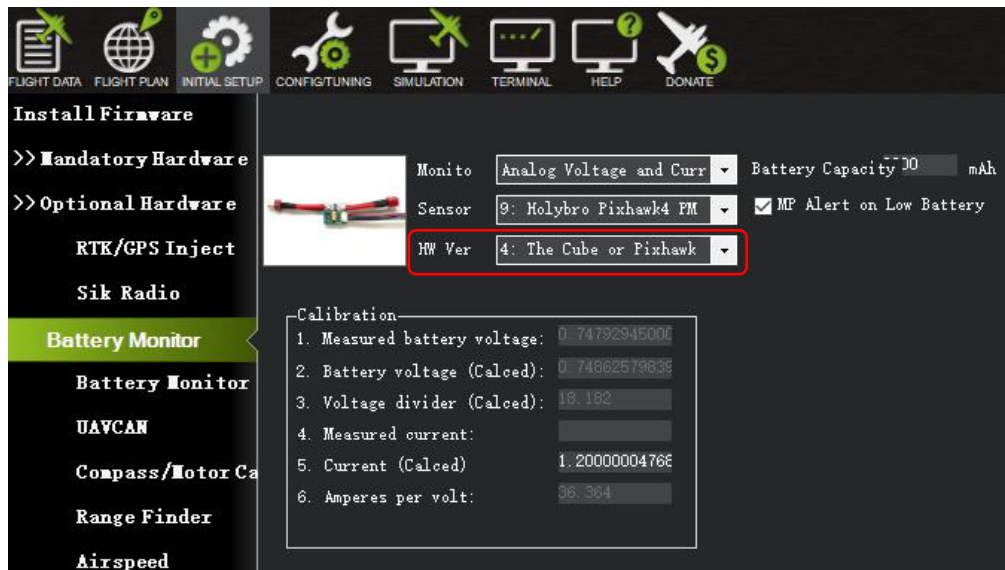 FLIGHT DATA FLIGHT PLAN INITIAL SETUP CONFIG/TUNING SIMULATION TERMINAL HELP DONATE
Install Firmware
>> Mandatory Hardware
>> Optional Hardware
RTK/GPS Inject
Sik Radio
Battery Monitor
Battery Monitor
UAVCAN
Compass/Motor Ca
Range Finder
Airspeed
Monito Analog Voltage and Curr Battery Capacity mAh
Sensor 9: Holybro Pixhawk4 PM MP Alert on Low Battery
HW Ver 4: The Cube or Pixhawk
Calibration
1. Measured battery voltage: 0.74792945000
2. Battery voltage (Calced): 0.74862579839
3. Voltage divider (Calced): 18.182
4. Measured current:
5. Current (Calced) 1.20000004768
6. Amperes per volt: 36.364